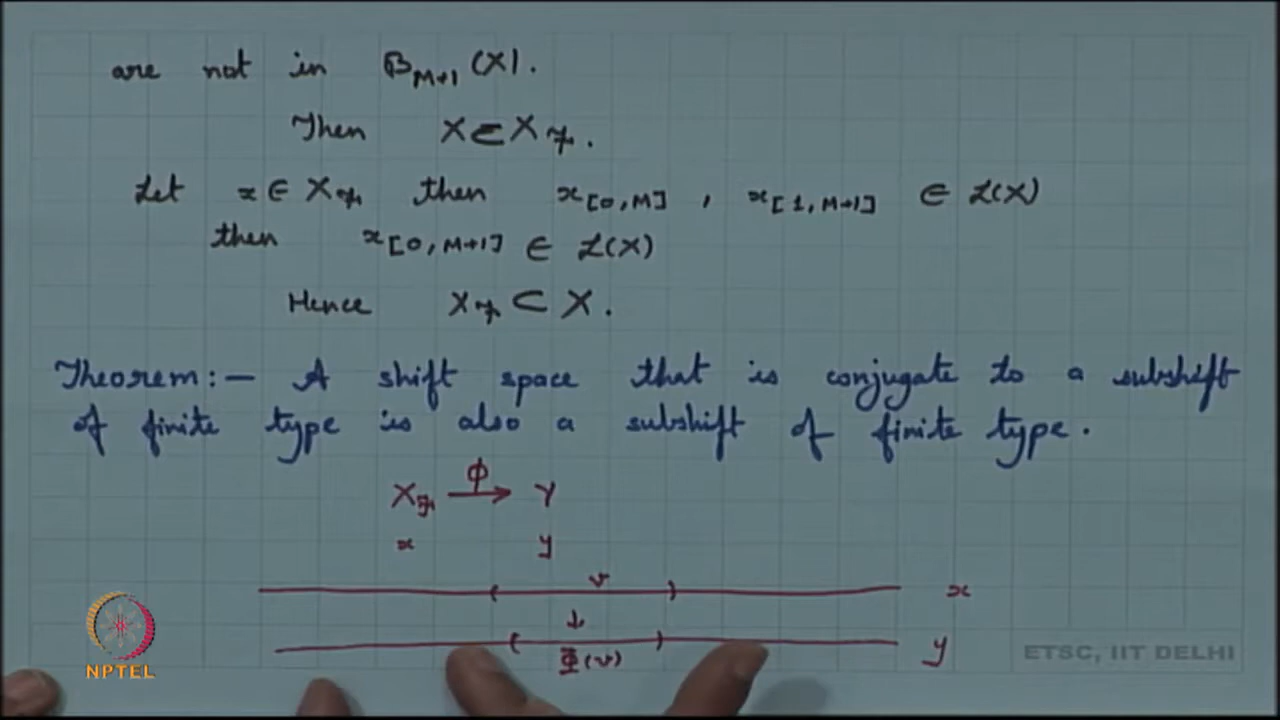 are not in B_{M+1}(X).
Then X ⊂ X_F.
Let x ∈ X_F then x_{[0,M]}, x_{[1,M+1]} ∈ L(X)
then x_{[0,M+1]} ∈ L(X)
Hence X_F ⊂ X.
Theorem:- A shift space that is conjugate to a subshift
of finite type is also a subshift of finite type.
X_F →^ϕ Y
x y
( v ) x
↓
( Φ(v) ) y
NPTEL
ETSC, IIT DELHI